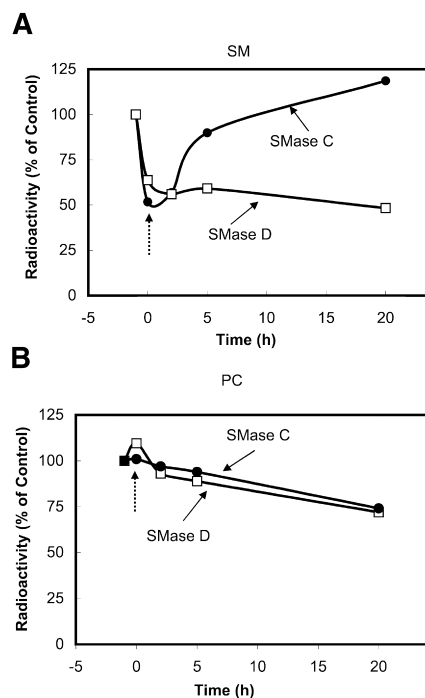 A
SM
125
100
75
50
25
0
-5 0 5 10 15 20
Radioactivity (% of Control)
SMase C
SMase D
Time (h)
B
PC
125
100
75
50
25
0
-5 0 5 10 15 20
Radioactivity (% of Control)
SMase C
SMase D
Time (h)